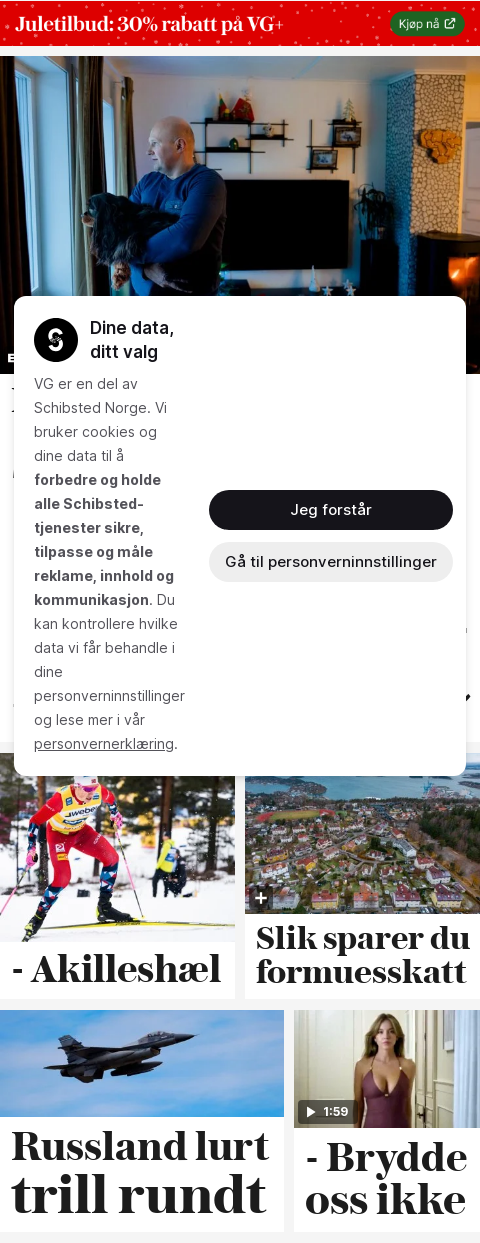 Juletilbud: 30% rabatt på VG+
Kjøp nå
Dine data,
ditt valg
VG er en del av
Schibsted Norge. Vi
bruker cookies og
dine data til å
forbedre og holde
alle Schibsted-
tjenester sikre,
tilpasse og måle
reklame, innhold og
kommunikasjon. Du
kan kontrollere hvilke
data vi får behandle i
dine
personverninnstillinger
og lese mer i vår
personvernerklæring.
Jeg forstår
Gå til personverninnstillinger
- Akilleshæl
Slik sparer du
formuesskatt
Russland lurt
trill rundt
1:59
- Brydde
oss ikke